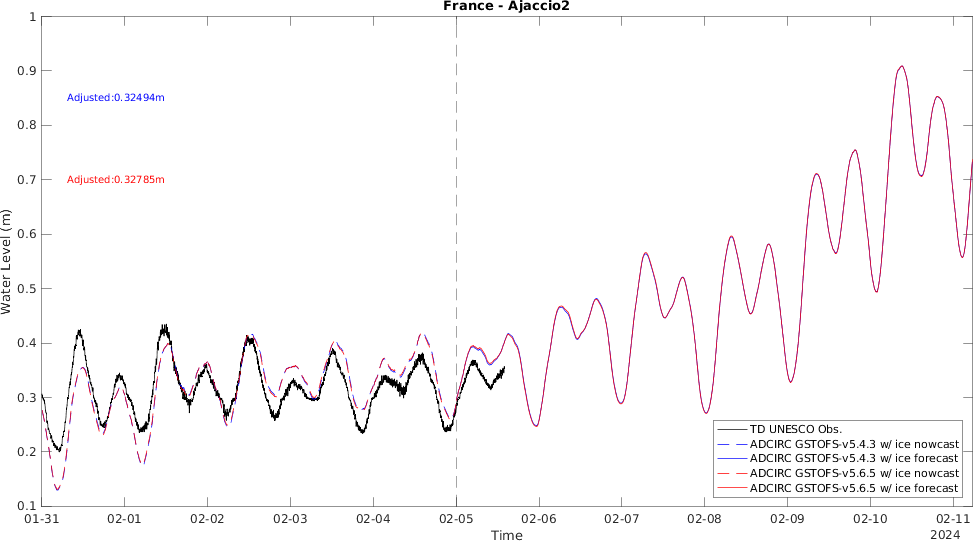 France - Ajaccio2
Water Level (m)
1
0.9
0.8
0.7
0.6
0.5
0.4
0.3
0.2
0.1
Adjusted:0.32494m
Adjusted:0.32785m
TD UNESCO Obs.
ADCIRC GSTOFS-v5.4.3 w/ ice nowcast
ADCIRC GSTOFS-v5.4.3 w/ ice forecast
ADCIRC GSTOFS-v5.6.5 w/ ice nowcast
ADCIRC GSTOFS-v5.6.5 w/ ice forecast
01-31 02-01 02-02 02-03 02-04 02-05 02-06 02-07 02-08 02-09 02-10 02-11
2024
Time